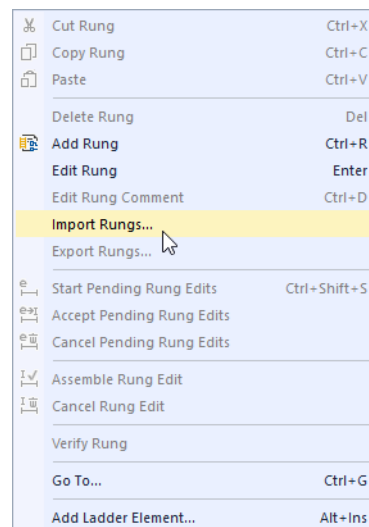 Cut Rung Ctrl+X
Copy Rung Ctrl+C
Paste Ctrl+V
Delete Rung Del
Add Rung Ctrl+R
Edit Rung Enter
Edit Rung Comment Ctrl+D
Import Rungs...
Export Rungs...
Start Pending Rung Edits Ctrl+Shift+S
Accept Pending Rung Edits
Cancel Pending Rung Edits
Assemble Rung Edit
Cancel Rung Edit
Verify Rung
Go To... Ctrl+G
Add Ladder Element... Alt+Ins